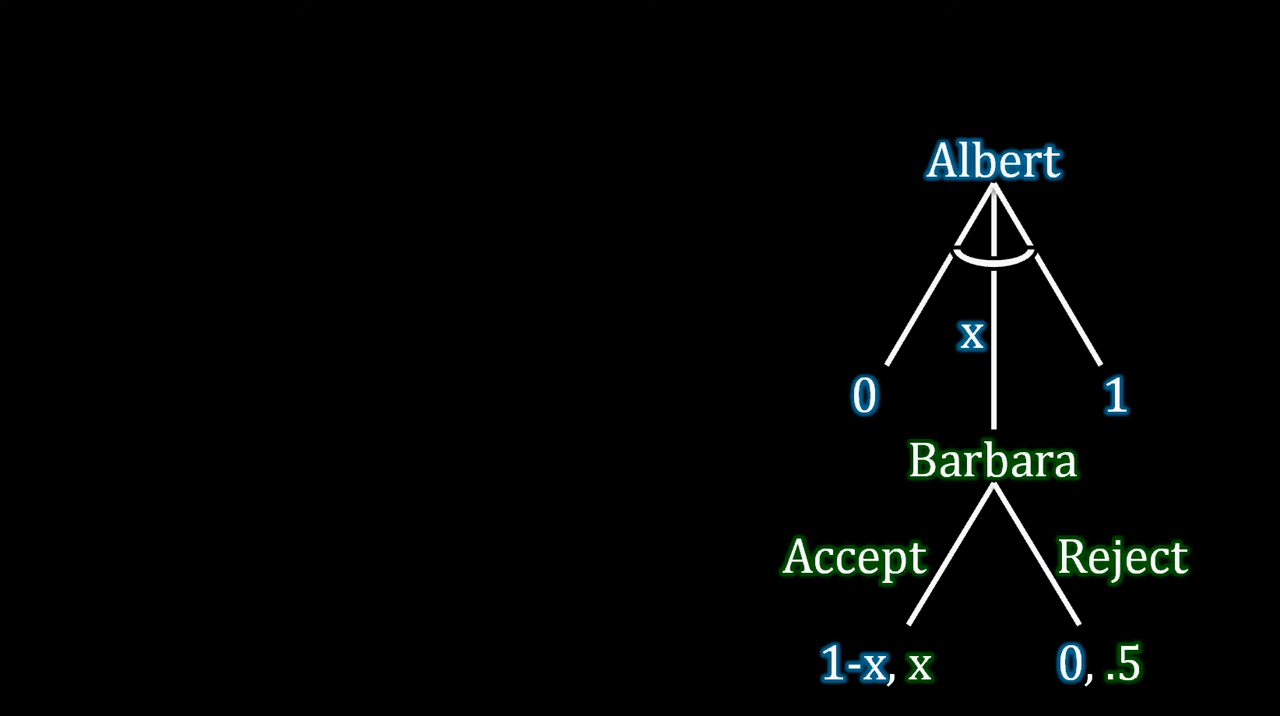 Albert
x
0 1
Barbara
Accept Reject
1-x, x 0, .5